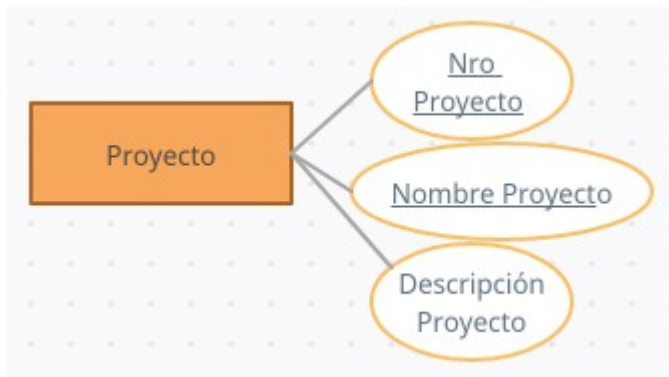 Proyecto
Nro
Proyecto
Nombre Proyecto
Descripción
Proyecto